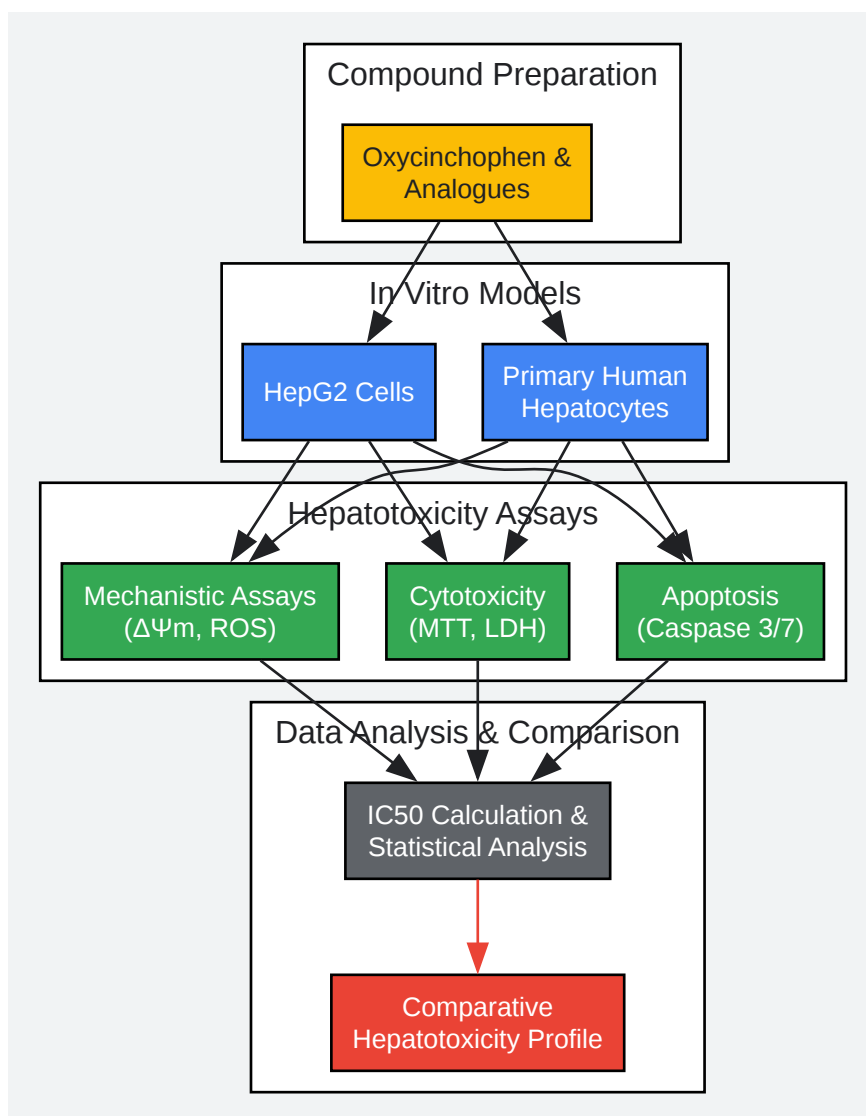 Compound Preparation
Oxycinchophen &
Analogues
In Vitro Models
HepG2 Cells
Primary Human
Hepatocytes
Hepatotoxicity Assays
Mechanistic Assays
(ΔΨm, ROS)
Cytotoxicity
(MTT, LDH)
Apoptosis
(Caspase 3/7)
Data Analysis & Comparison
IC50 Calculation &
Statistical Analysis
Comparative
Hepatotoxicity Profile